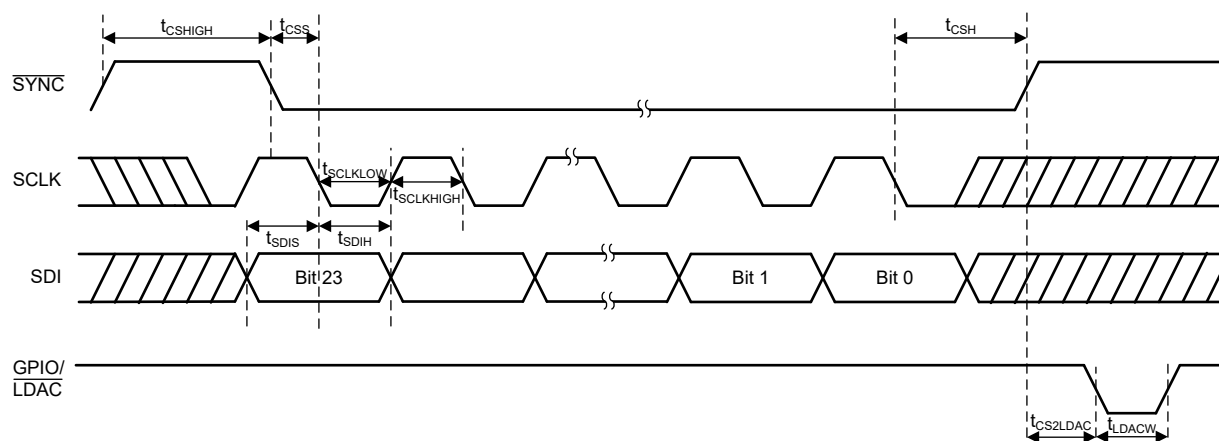 tCSHIGH tCSS tCSH
SYNC
SCLK tSCLKLOW
tSCLKHIGH
tSDIS tSDIH
SDI Bit 23 Bit 1 Bit 0
GPIO/
LDAC
tCS2LDAC tLDACW